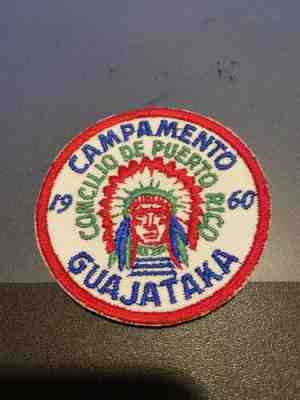 CAMPAMENTO
CONCILIO DE PUERTO RICO
19 60
GUAJATAKA